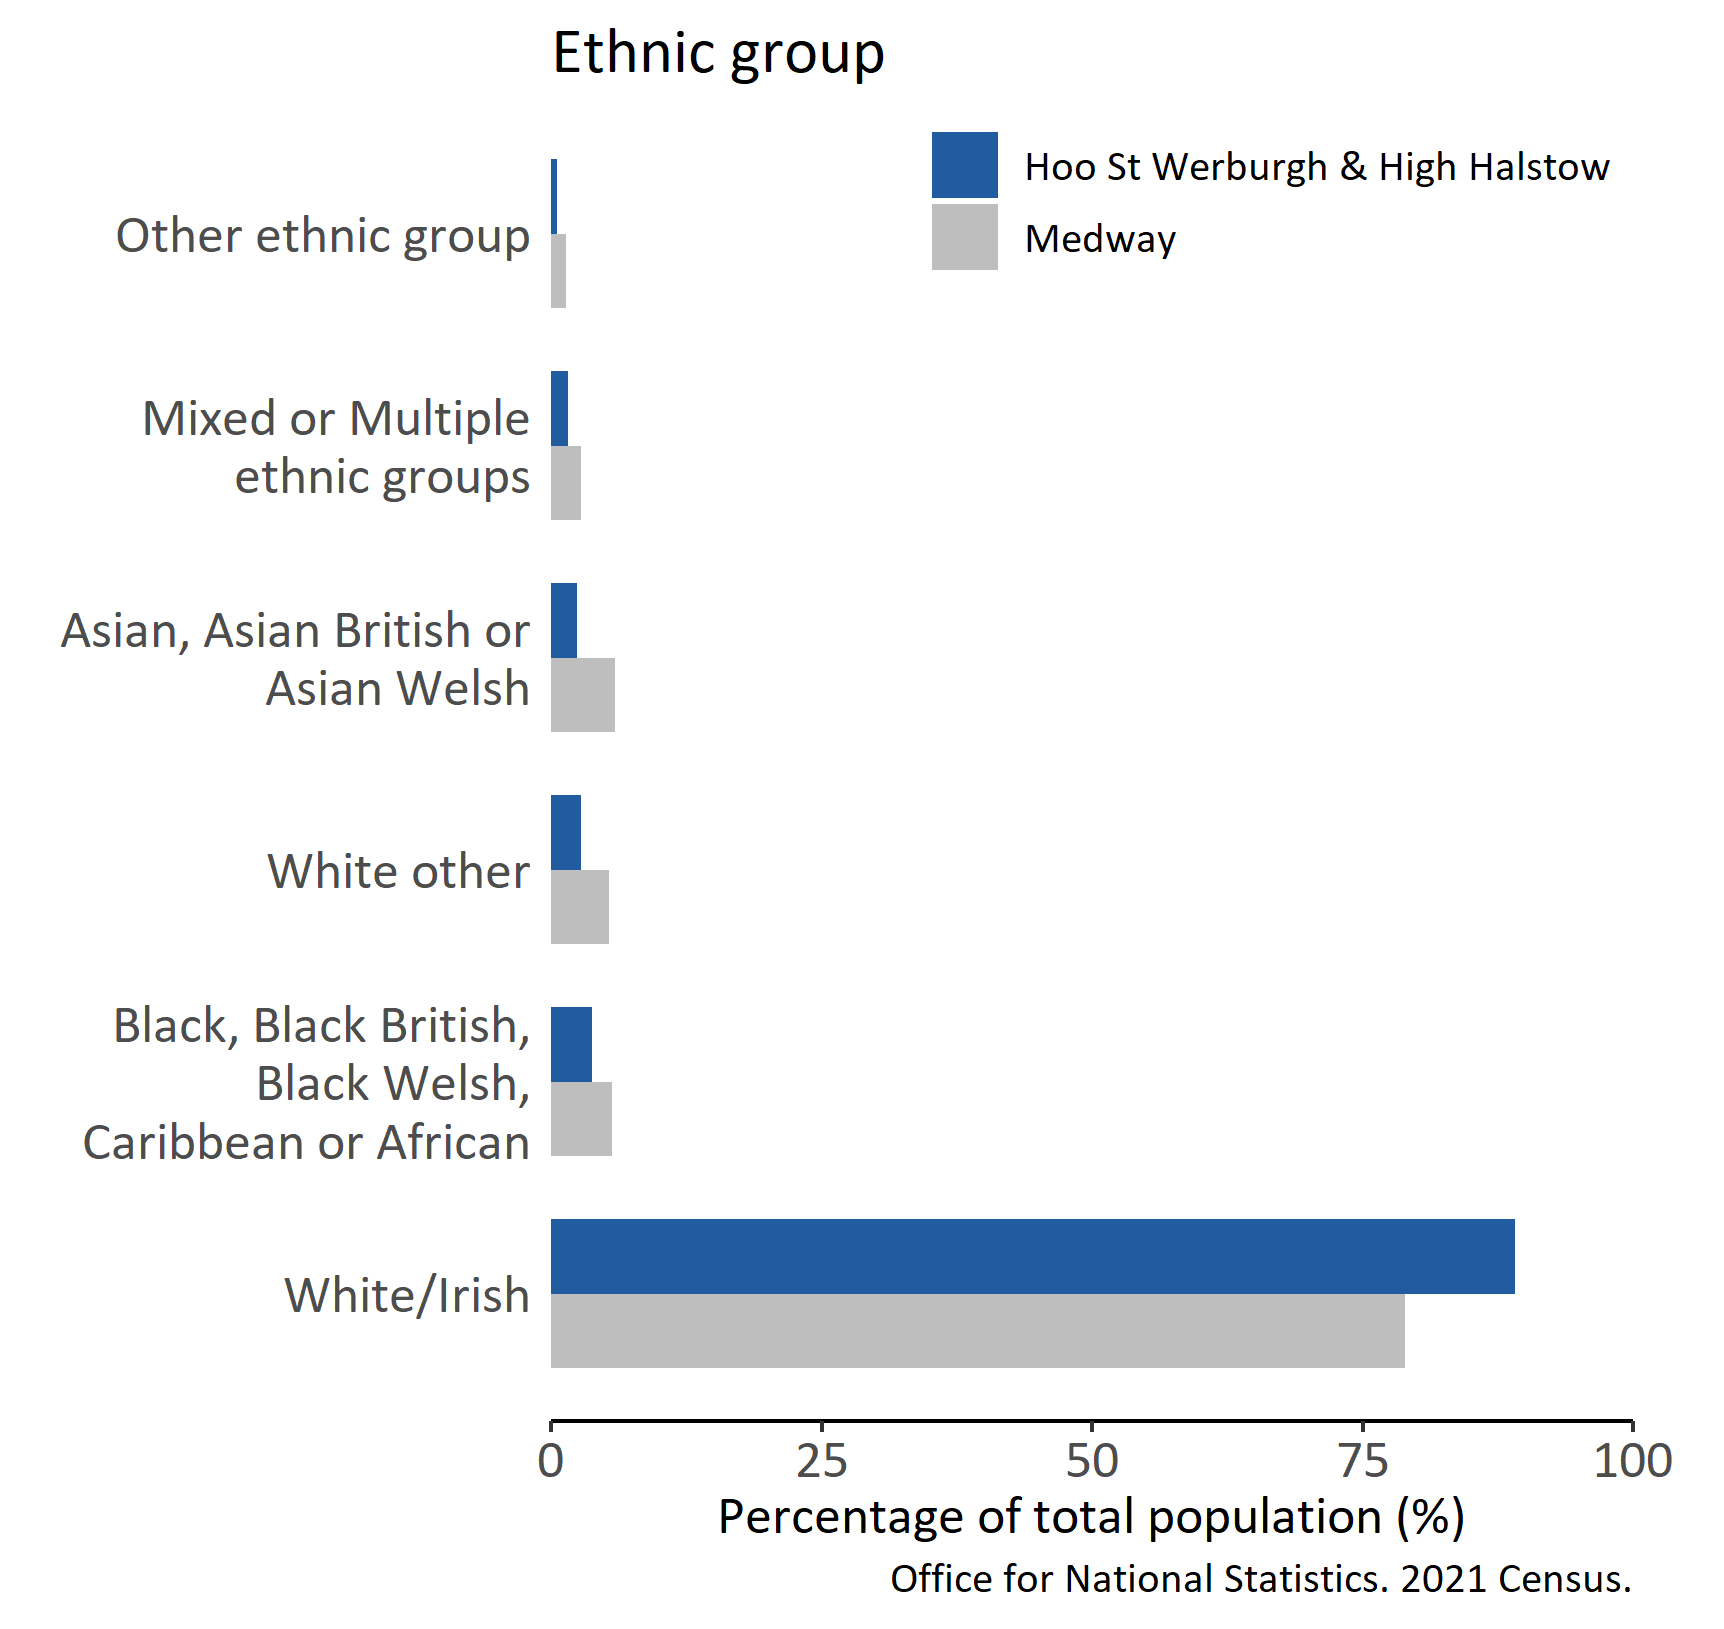 Ethnic group
Hoo St Werburgh & High Halstow
Medway
Other ethnic group
Mixed or Multiple
ethnic groups
Asian, Asian British or
Asian Welsh
White other
Black, Black British,
Black Welsh,
Caribbean or African
White/Irish
0 25 50 75 100
Percentage of total population (%)
Office for National Statistics. 2021 Census.